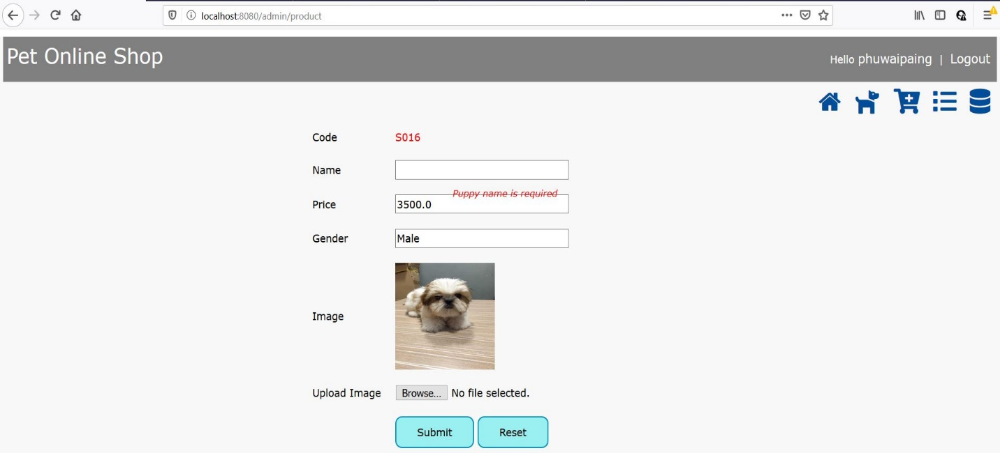 localhost:8080/admin/product
Pet Online Shop
Hello phuwaipaing | Logout
Code S016
Name
Puppy name is required
Price 3500.0
Gender Male
Image
Upload Image Browse... No file selected.
Submit Reset